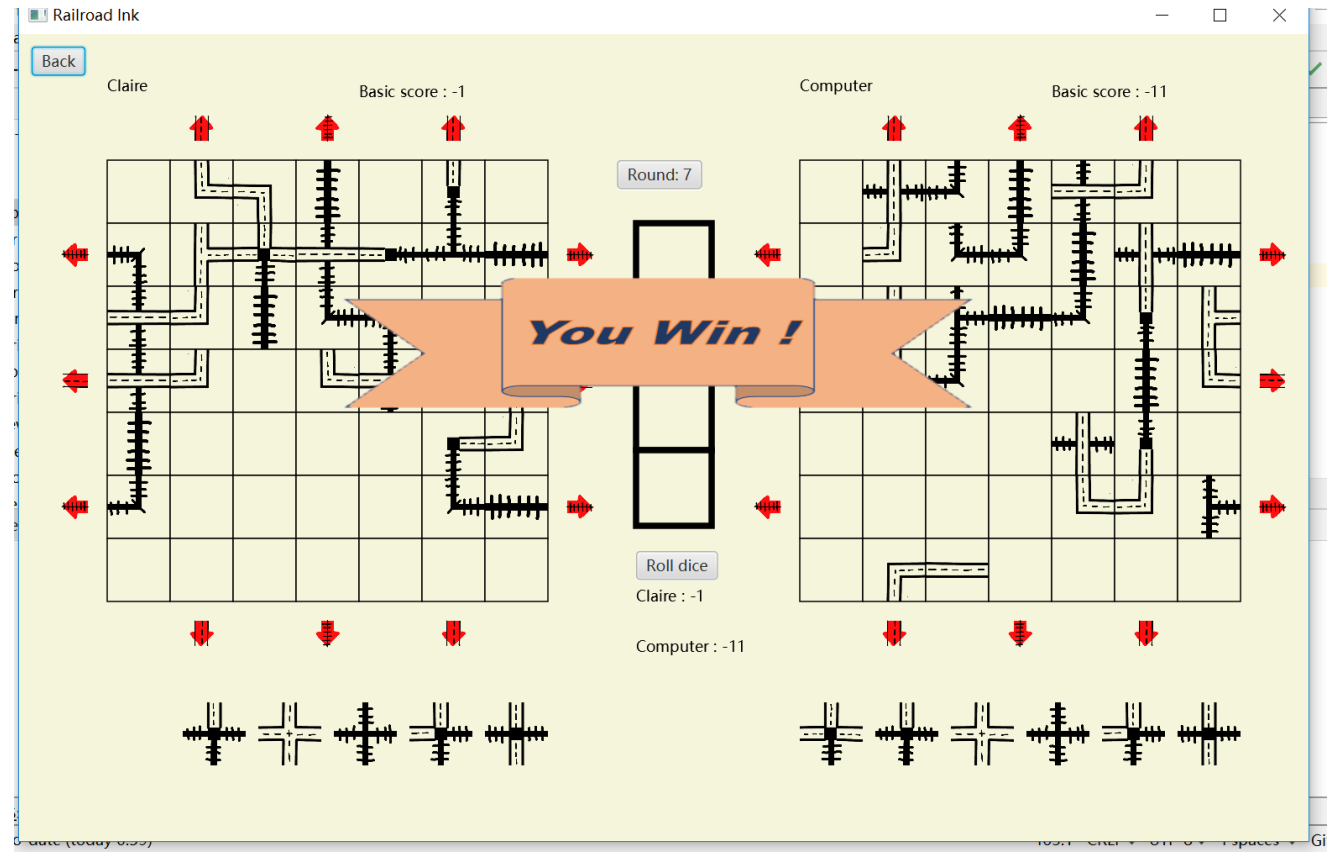 Railroad Ink
Back
Claire
Basic score : -1
Computer
Basic score : -11
Round: 7
You Win !
Roll dice
Claire : -1
Computer : -11